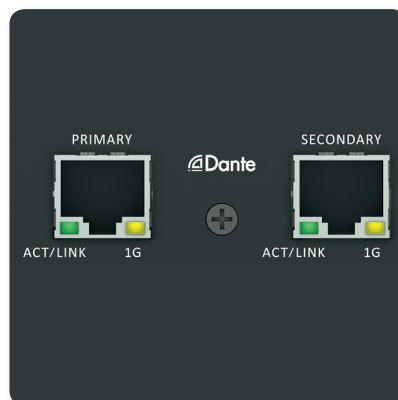 PRIMARY
SECONDARY
Dante
ACT/LINK 1G
ACT/LINK 1G